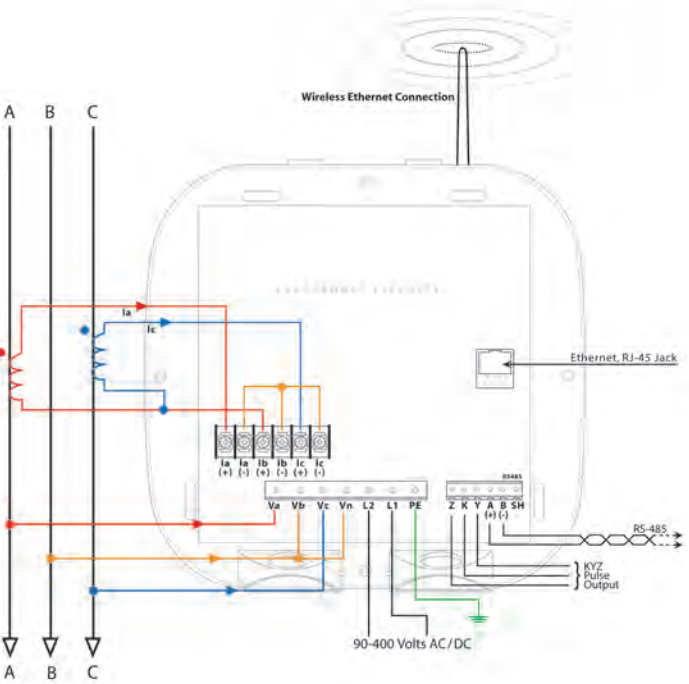 Wireless Ethernet Connection
A B C
Ia
Ic
Ethernet, RJ-45 Jack
Ia Ia Ib Ib Ic Ic
(+) (-) (+) (-) (+) (-)
RS485
Va Vb Vc Vn L2 L1 PE
Z K Y A B SH
(+) (-)
RS-485
KYZ
Pulse
Output
90-400 Volts AC/DC
A B C